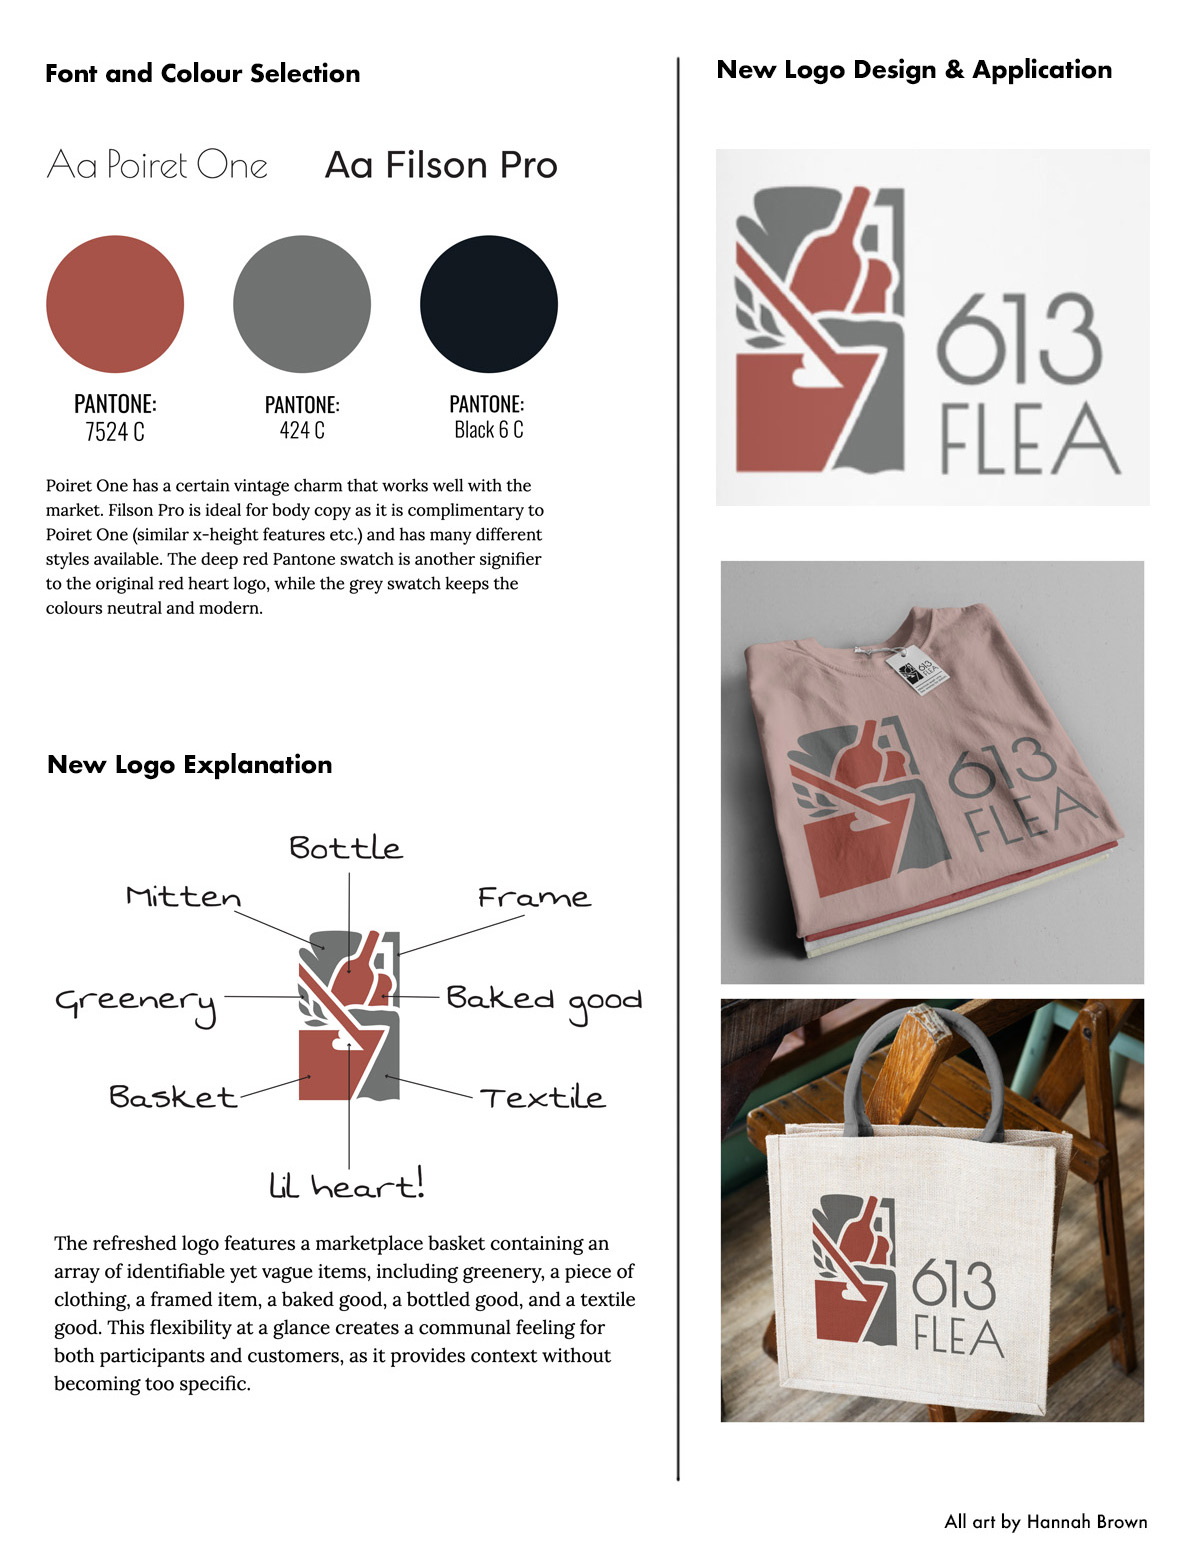 Font and Colour Selection
Aa Poiret One
Aa Filson Pro
PANTONE:
7524 C
PANTONE:
424 C
PANTONE:
Black 6 C
Poiret One has a certain vintage charm that works well with the
market. Filson Pro is ideal for body copy as it is complimentary to
Poiret One (similar x-height features etc.) and has many different
styles available. The deep red Pantone swatch is another signifier
to the original red heart logo, while the grey swatch keeps the
colours neutral and modern.
New Logo Explanation
Bottle
Mitten
Frame
Greenery
Baked good
Basket
Textile
Lil heart!
The refreshed logo features a marketplace basket containing an
array of identifiable yet vague items, including greenery, a piece of
clothing, a framed item, a baked good, a bottled good, and a textile
good. This flexibility at a glance creates a communal feeling for
both participants and customers, as it provides context without
becoming too specific.
New Logo Design & Application
613
FLEA
613
FLEA
613
FLEA
613
FLEA
All art by Hannah Brown